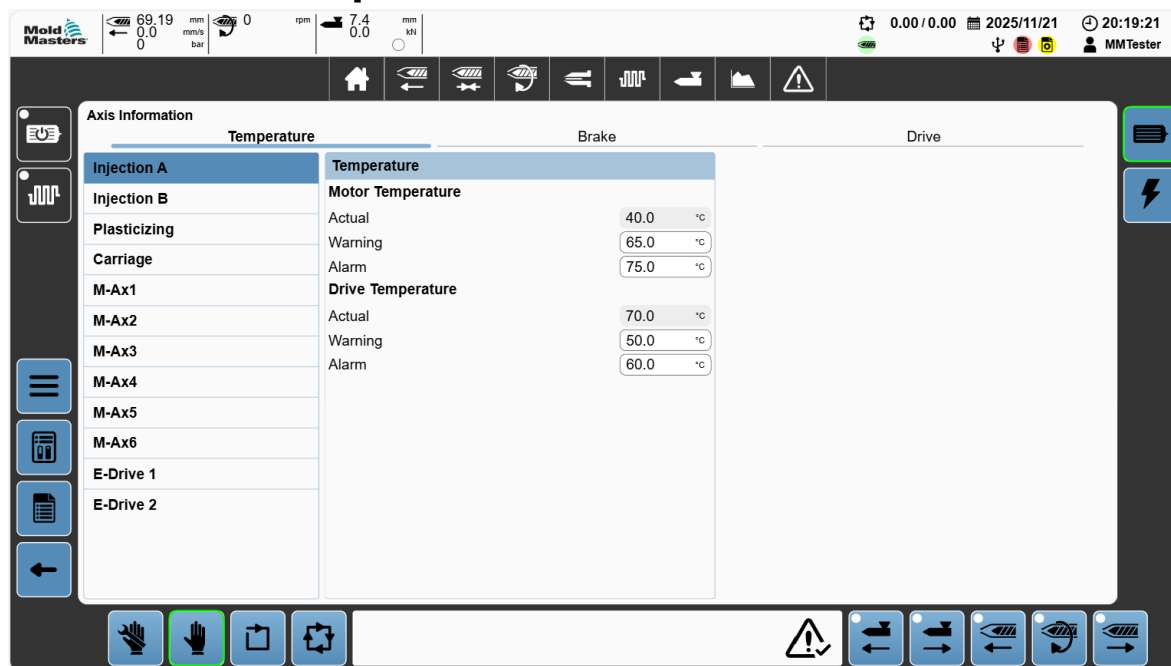 Mold Masters
69.19 mm
0.0 mm/s
0 bar
0 rpm
7.4 mm
0.0 kN
0.00 / 0.00
2025/11/21
20:19:21
MMTester
Axis Information
Temperature Brake Drive
Injection A
Injection B
Plasticizing
Carriage
M-Ax1
M-Ax2
M-Ax3
M-Ax4
M-Ax5
M-Ax6
E-Drive 1
E-Drive 2
Temperature
Motor Temperature
Actual 40.0 °C
Warning 65.0 °C
Alarm 75.0 °C
Drive Temperature
Actual 70.0 °C
Warning 50.0 °C
Alarm 60.0 °C